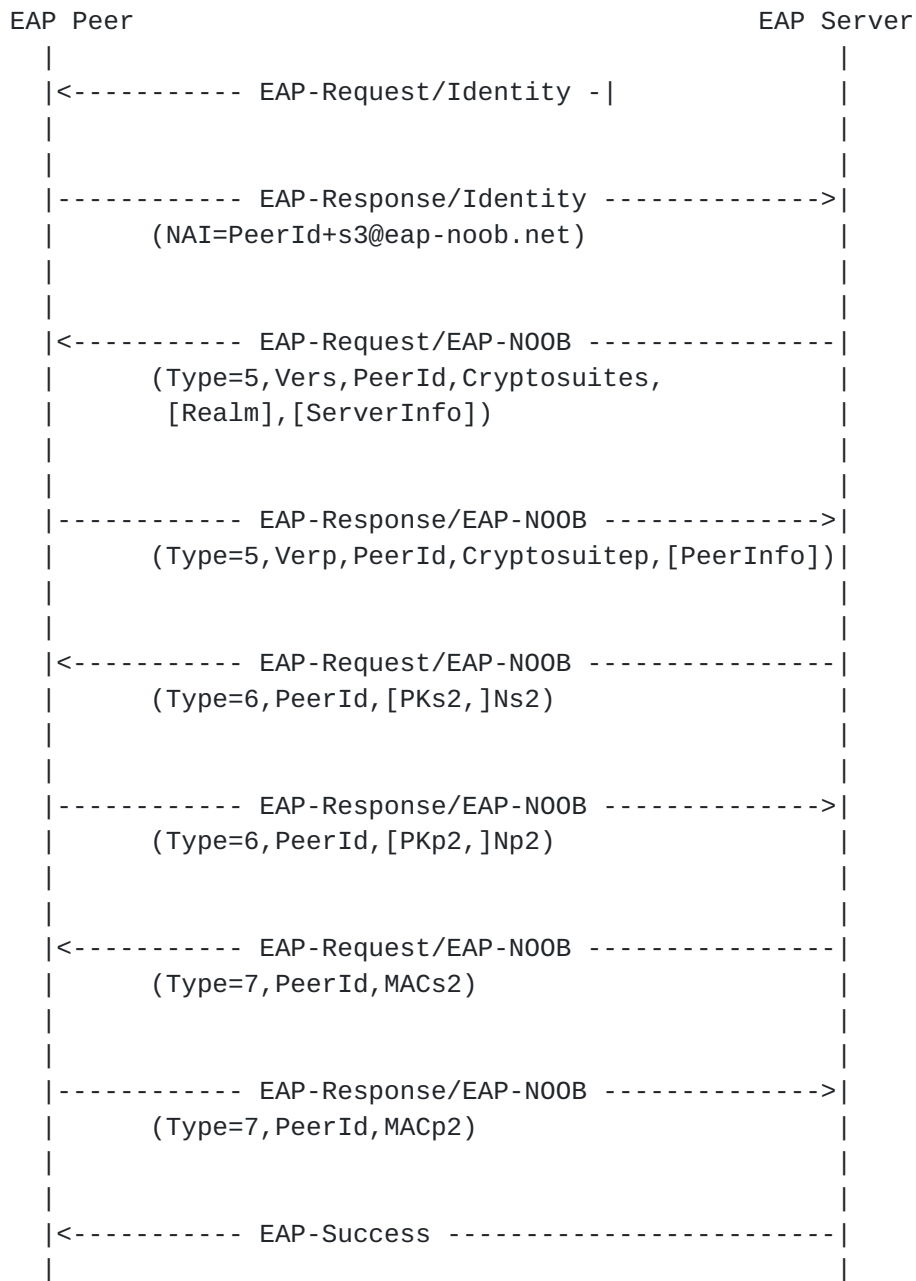 EAP Peer EAP Server
| |
|<----------- EAP-Request/Identity -| |
| |
| |
|------------ EAP-Response/Identity -------------->|
| (NAI=PeerId+s3@eap-noob.net) |
| |
| |
|<----------- EAP-Request/EAP-NOOB ----------------|
| (Type=5,Vers,PeerId,Cryptosuites, |
| [Realm],[ServerInfo]) |
| |
| |
|------------ EAP-Response/EAP-NOOB -------------->|
| (Type=5,Verp,PeerId,Cryptosuitep,[PeerInfo])|
| |
| |
|<----------- EAP-Request/EAP-NOOB ----------------|
| (Type=6,PeerId,[PKs2,]Ns2) |
| |
| |
|------------ EAP-Response/EAP-NOOB -------------->|
| (Type=6,PeerId,[PKp2,]Np2) |
| |
| |
|<----------- EAP-Request/EAP-NOOB ----------------|
| (Type=7,PeerId,MACs2) |
| |
| |
|------------ EAP-Response/EAP-NOOB -------------->|
| (Type=7,PeerId,MACp2) |
| |
| |
|<----------- EAP-Success -------------------------|
| |